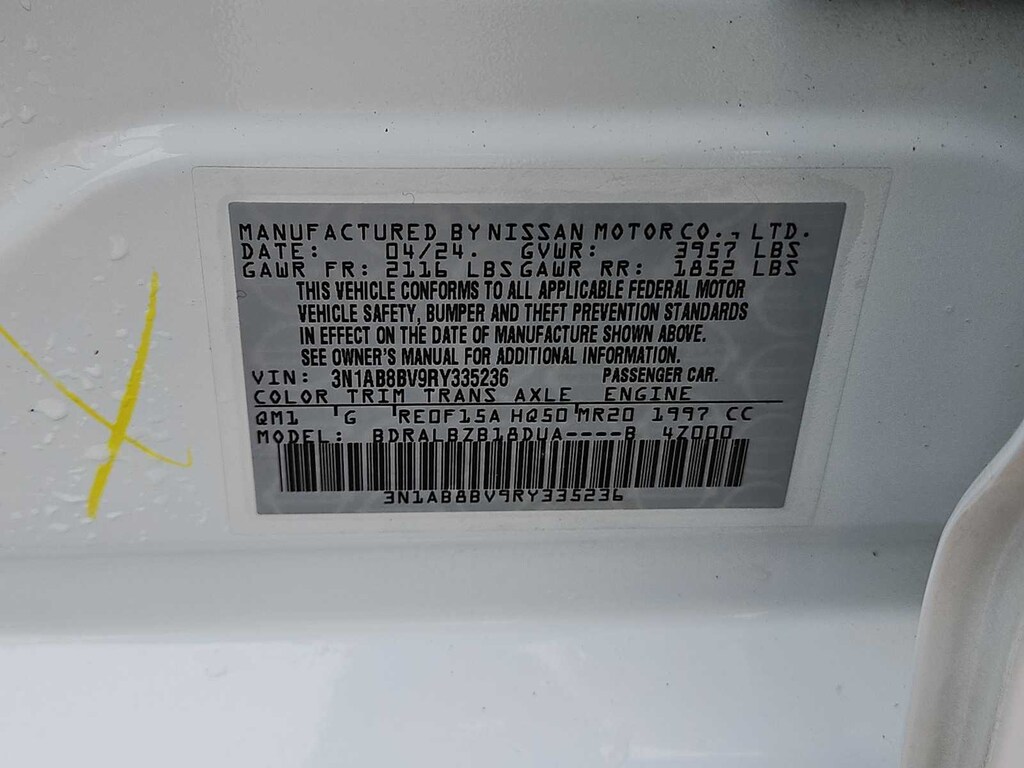 MANUFACTURED BY NISSAN MOTOR CO., LTD.
DATE: 04/24. GVWR: 3957 LBS
GAWR FR: 2116 LBS GAWR RR: 1852 LBS
THIS VEHICLE CONFORMS TO ALL APPLICABLE FEDERAL MOTOR
VEHICLE SAFETY, BUMPER AND THEFT PREVENTION STANDARDS
IN EFFECT ON THE DATE OF MANUFACTURE SHOWN ABOVE.
SEE OWNER'S MANUAL FOR ADDITIONAL INFORMATION.
VIN: 3N1AB8BV9RY335236 PASSENGER CAR.
COLOR TRIM TRANS AXLE ENGINE
QM1 G RE0F15A HQ50 MR20 1997 CC
MODEL: BDRALBZB18DUA----B 47000
3N1AB8BV9RY335236